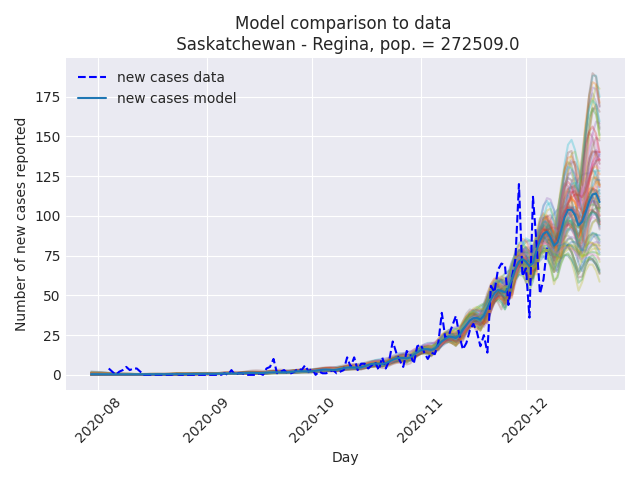 Model comparison to data
Saskatchewan - Regina, pop. = 272509.0
new cases data
new cases model
175
150
125
100
75
50
25
0
Number of new cases reported
2020-08
2020-09
2020-10
2020-11
2020-12
Day